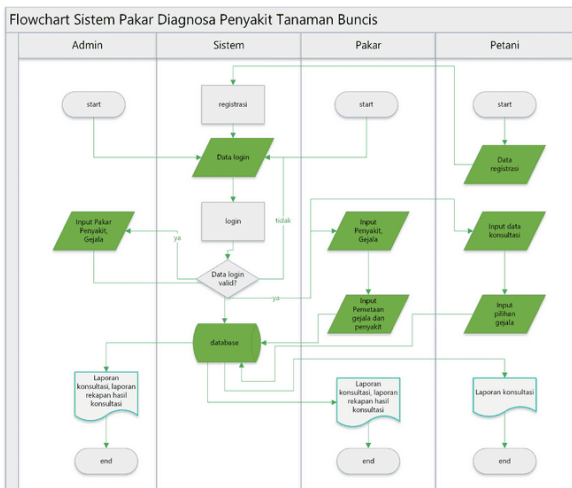 Flowchart Sistem Pakar Diagnosa Penyakit Tanaman Buncis
Admin
Sistem
Pakar
Petani
start
registrasi
start
start
Data login
Data
registrasi
Input Pakar
Penyakit,
Gejala
ya
login
tidak
Input
Penyakit,
Gejala
Input data
konsultasi
Data login
valid?
ya
Input
Pemetaan
gejala dan
penyakit
Input
pilihan
gejala
database
Laporan
konsultasi, laporan
rekapan hasil
konsultasi
Laporan
konsultasi, laporan
rekapan hasil
konsultasi
Laporan konsultasi
end
end
end